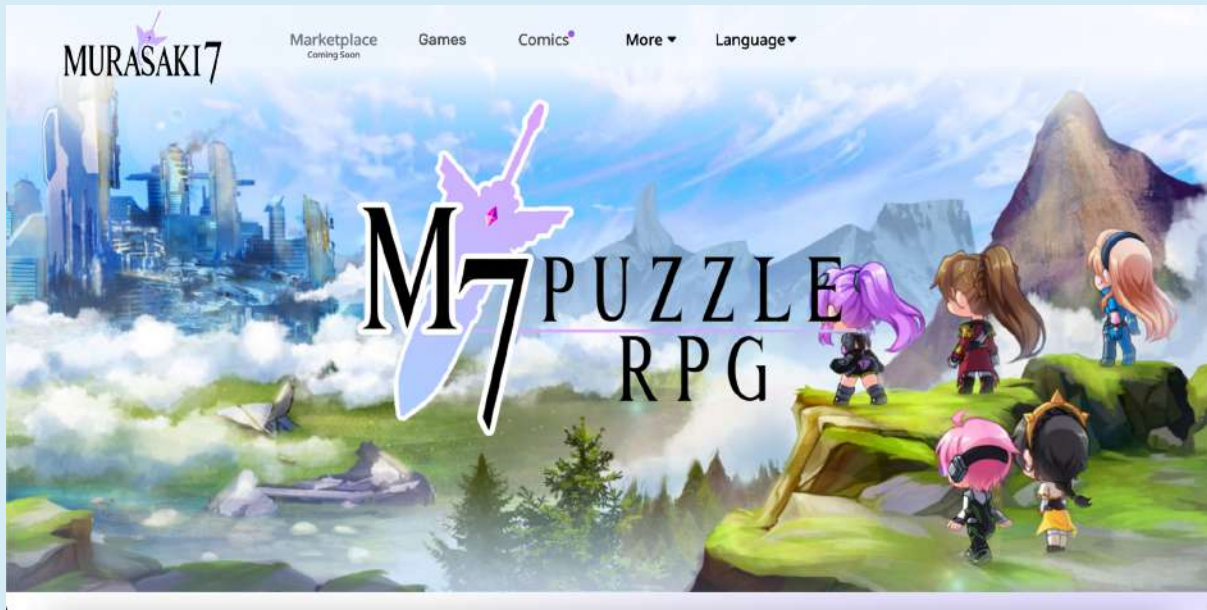 MURASAKI7
Marketplace
Coming Soon
Games
Comics
More
Language
M7 PUZZLE
RPG